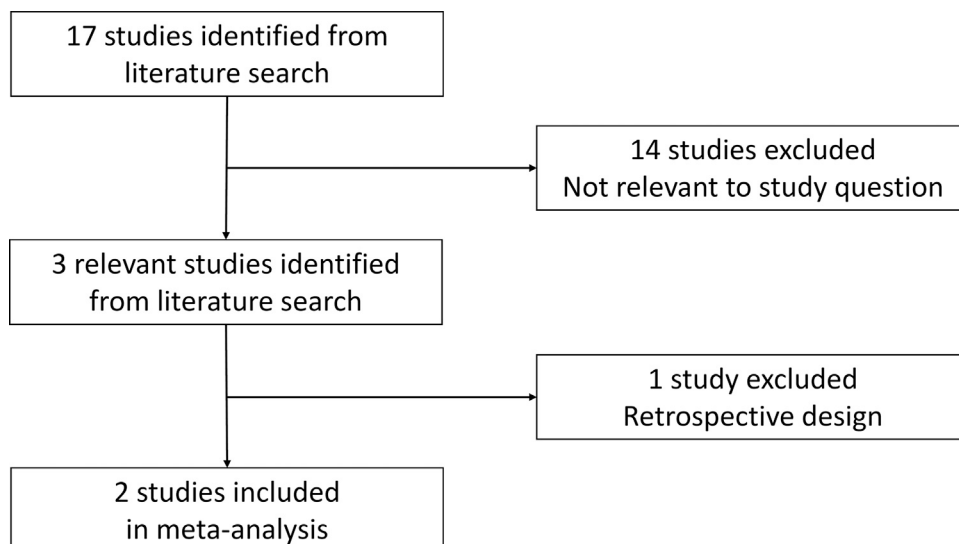 17 studies identified from
literature search
14 studies excluded
Not relevant to study question
3 relevant studies identified
from literature search
1 study excluded
Retrospective design
2 studies included
in meta-analysis